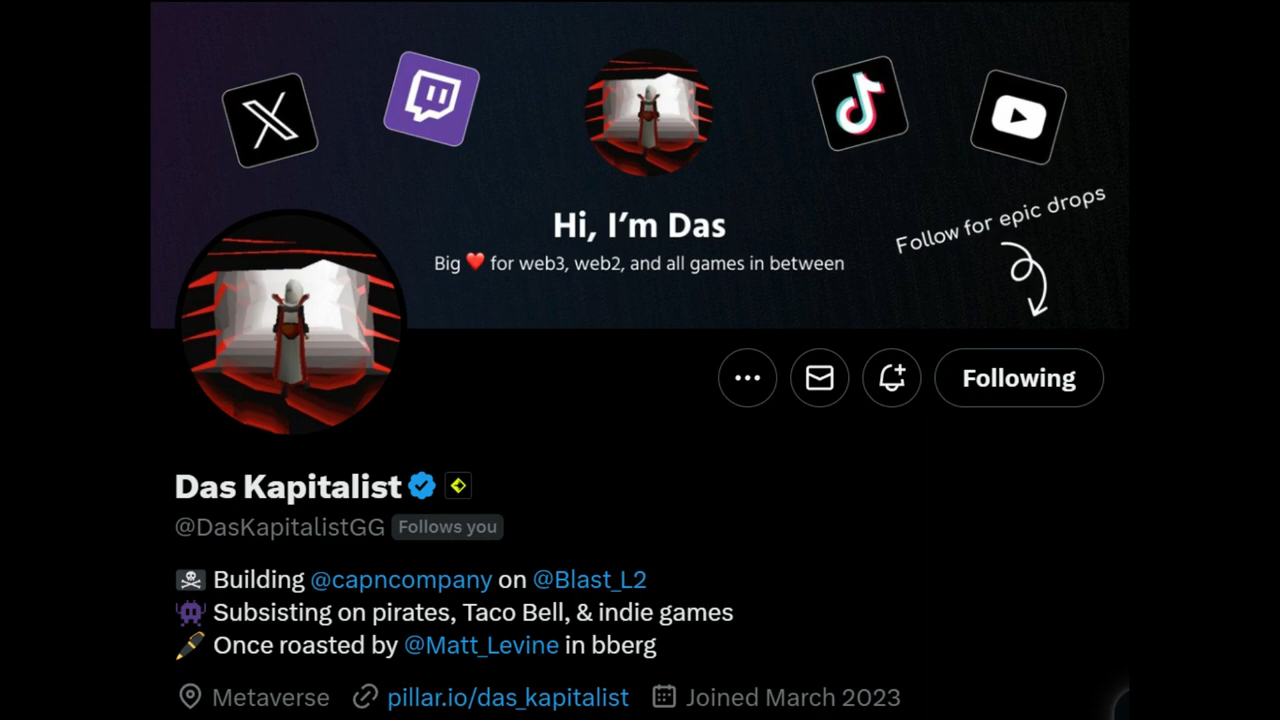 Hi, I’m Das
Big ❤️ for web3, web2, and all games in between
Follow for epic drops
Following
Das Kapitalist
@DasKapitalistGG Follows you
🏴‍☠️ Building @capncompany on @Blast_L2
👾 Subsisting on pirates, Taco Bell, & indie games
🖋️ Once roasted by @Matt_Levine in bberg
Metaverse pillar.io/das_kapitalist Joined March 2023